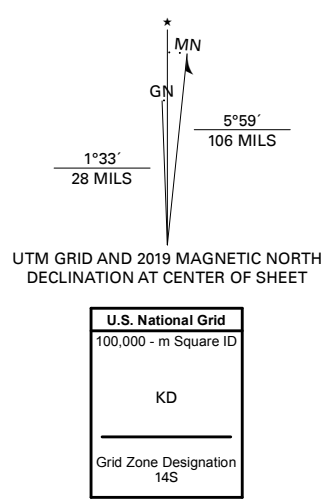 ★
MN
GN
5°59´
106 MILS
1°33´
28 MILS
UTM GRID AND 2019 MAGNETIC NORTH
DECLINATION AT CENTER OF SHEET
U.S. National Grid
100,000 - m Square ID
KD
Grid Zone Designation
14S